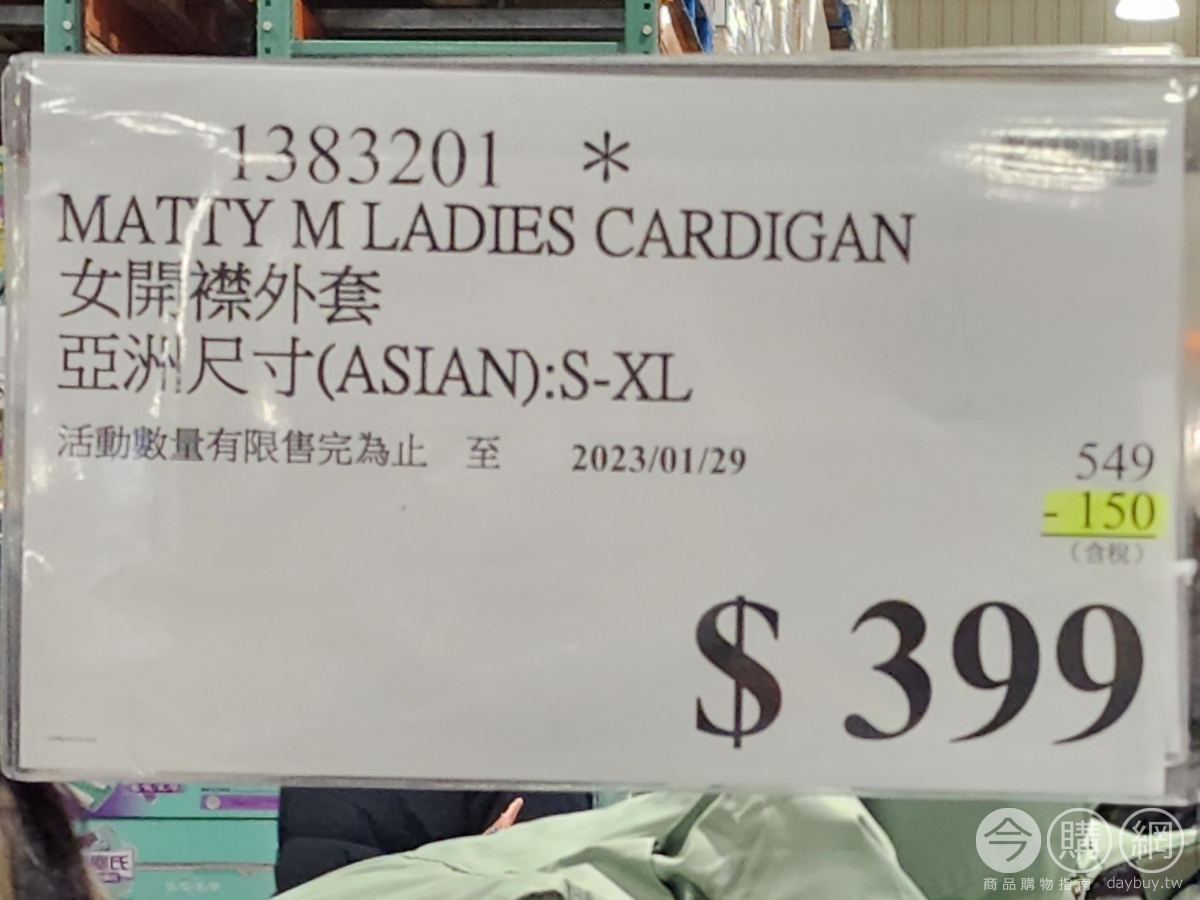 1383201 *
MATTY M LADIES CARDIGAN
女開襟外套
亞洲尺寸(ASIAN):S-XL
活動數量有限售完為止 至 2023/01/29
549
- 150
(含稅)
$ 399
今購網
商品購物指南 daybuy.tw